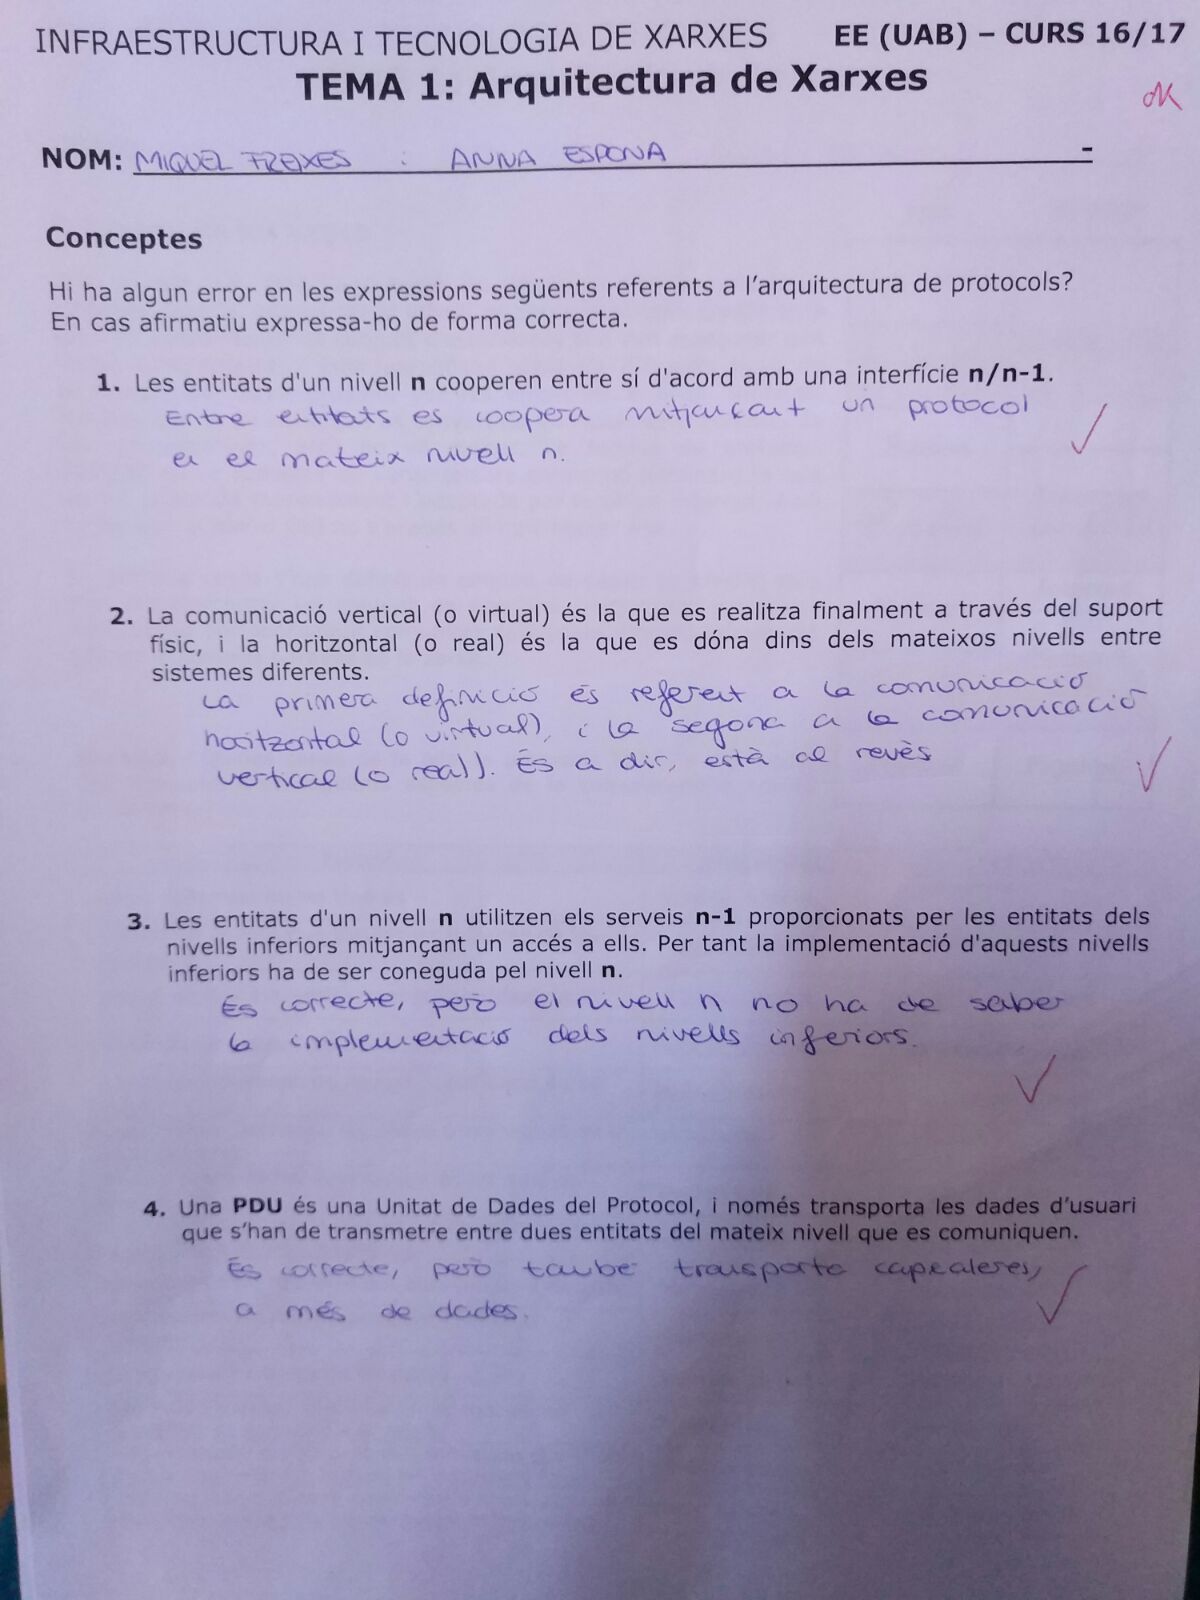 INFRAESTRUCTURA I TECNOLOGIA DE XARXES EE (UAB) – CURS 16/17
TEMA 1: Arquitectura de Xarxes
OK
NOM: MIQUEL FREIXES i ANNA ESPONA -
Conceptes
Hi ha algun error en les expressions següents referents a l'arquitectura de protocols?
En cas afirmatiu expressa-ho de forma correcta.
1. Les entitats d'un nivell n cooperen entre sí d'acord amb una interfície n/n-1.
Entre entitats es coopera mitjançant un protocol
en el mateix nivell n.
2. La comunicació vertical (o virtual) és la que es realitza finalment a través del suport
físic, i la horitzontal (o real) és la que es dóna dins dels mateixos nivells entre
sistemes diferents.
La primera definició és referent a la comunicació
horitzontal (o virtual), i la segona a la comunicació
vertical (o real). És a dir, està al revès
3. Les entitats d'un nivell n utilitzen els serveis n-1 proporcionats per les entitats dels
nivells inferiors mitjançant un accés a ells. Per tant la implementació d'aquests nivells
inferiors ha de ser coneguda pel nivell n.
És correcte, però el nivell n no ha de saber
la implementació dels nivells inferiors.
4. Una PDU és una Unitat de Dades del Protocol, i només transporta les dades d'usuari
que s'han de transmetre entre dues entitats del mateix nivell que es comuniquen.
És correcte, però també transporta capçaleres,
a més de dades.